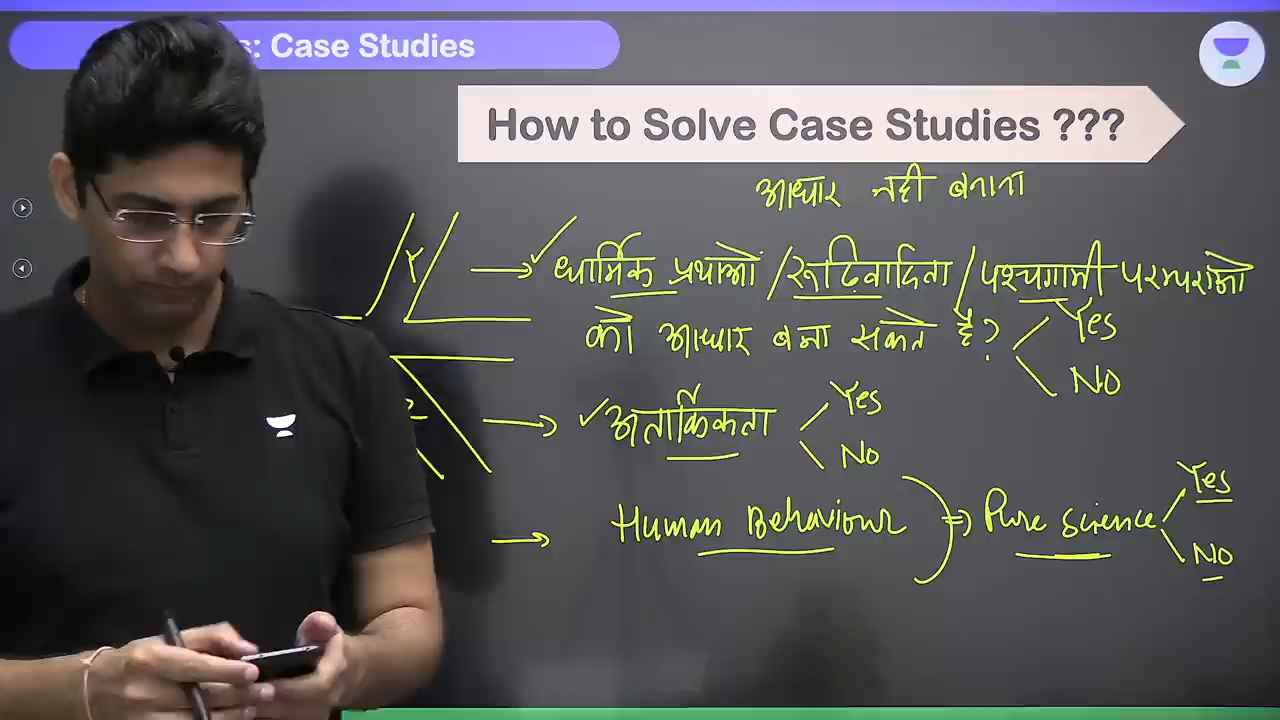 s: Case Studies
How to Solve Case Studies ???
आधार नही बनाना
धार्मिक प्रथाओं / रूढिवादिता / पश्चगामी परम्पराओ
को आधार बना सकते है? Yes
No
अतार्किकता Yes
No
Human Behaviour => Pure Science Yes
No